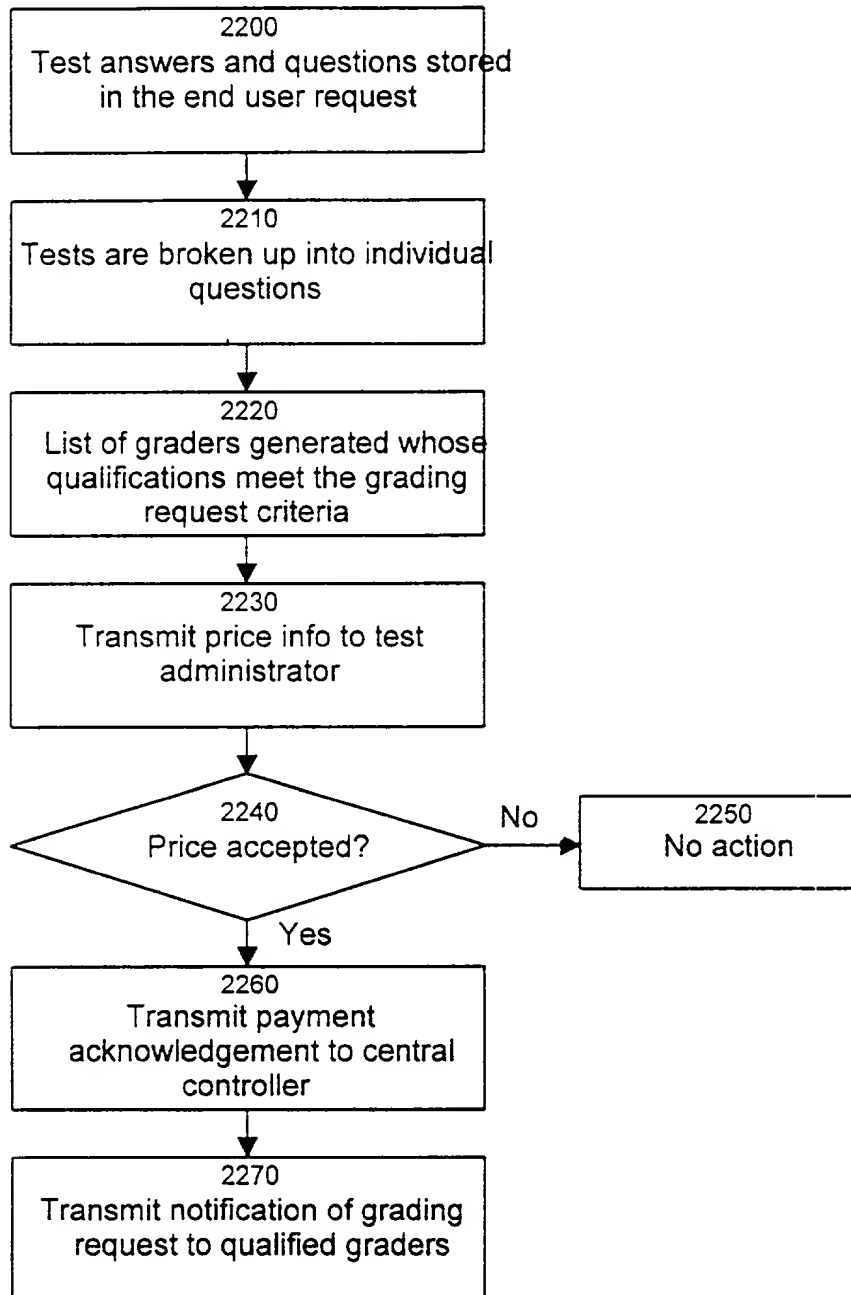 2200
Test answers and questions stored
in the end user request
2210
Tests are broken up into individual
questions
2220
List of graders generated whose
qualifications meet the grading
request criteria
2230
Transmit price info to test
administrator
2240
Price accepted?
No
2250
No action
Yes
2260
Transmit payment
acknowledgement to central
controller
2270
Transmit notification of grading
request to qualified graders